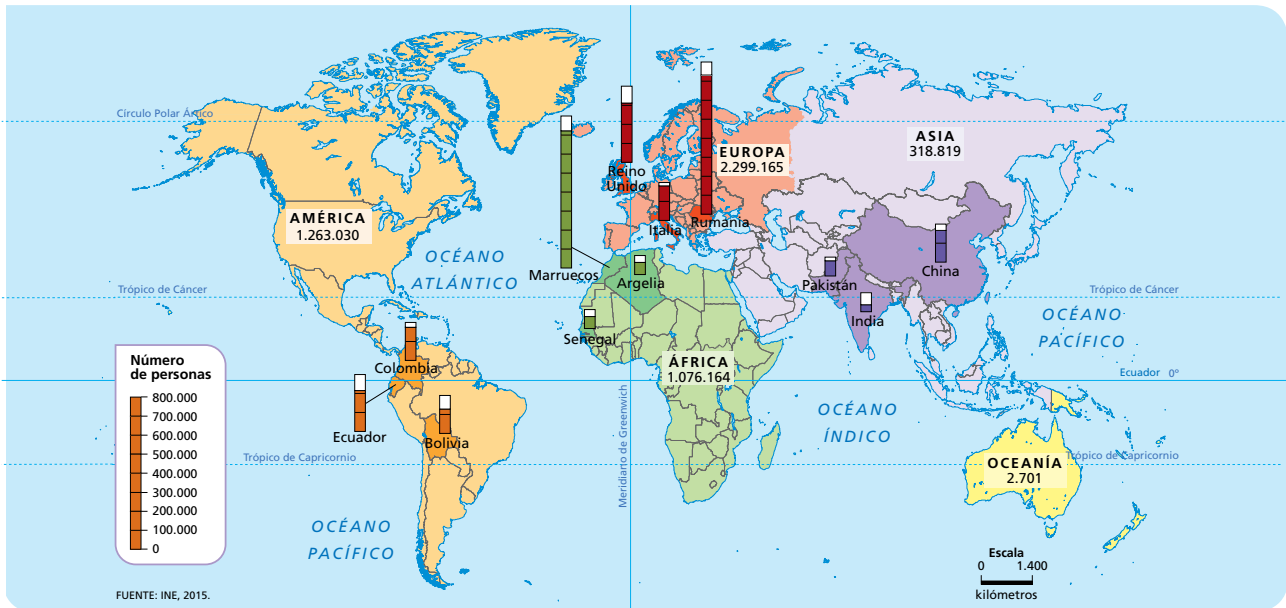 Círculo Polar Ártico
ASIA
318.819
EUROPA
2.299.165
Reino
Unido
Rumanía
Italia
AMÉRICA
1.263.030
OCÉANO
ATLÁNTICO
Marruecos
Argelia
China
Pakistán
India
Trópico de Cáncer
Trópico de Cáncer
OCÉANO
PACÍFICO
Senegal
ÁFRICA
1.076.164
Colombia
Ecuador 0º
Ecuador
Bolivia
Número
de personas
800.000
700.000
600.000
500.000
400.000
300.000
200.000
100.000
0
Meridiano de Greenwich
OCÉANO
ÍNDICO
Trópico de Capricornio
Trópico de Capricornio
OCEANÍA
2.701
OCÉANO
PACÍFICO
Escala
0 1.400
kilómetros
FUENTE: INE, 2015.